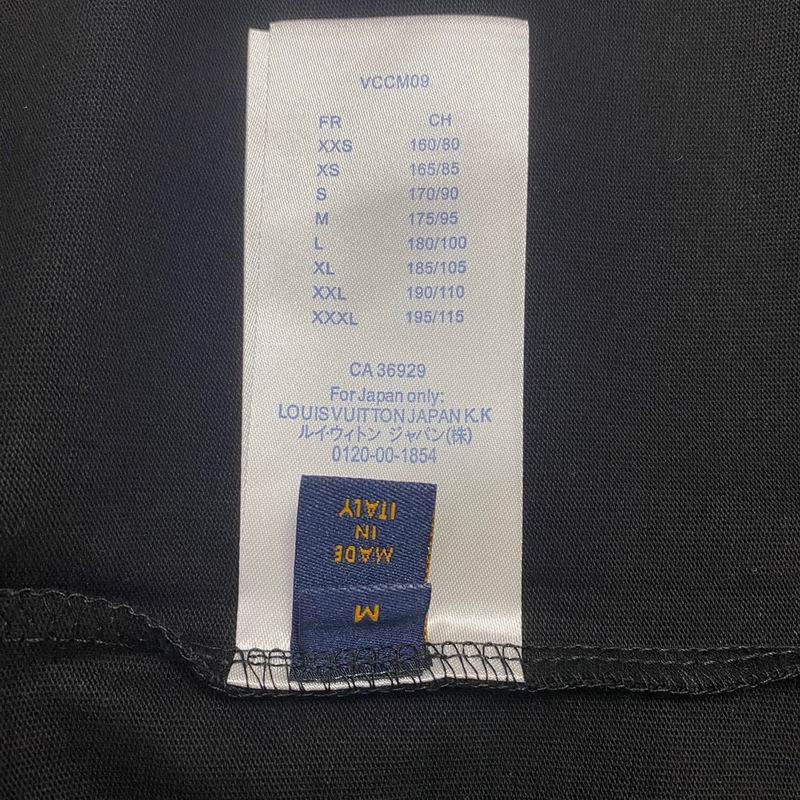 VCCM09
FR CH
XXS 160/80
XS 165/85
S 170/90
M 175/95
L 180/100
XL 185/105
XXL 190/110
XXXL 195/115
CA 36929
For Japan only:
LOUIS VUITTON JAPAN K.K
ルイ・ウィトン ジャパン(株)
0120-00-1854
MADE
IN
ITALY
M